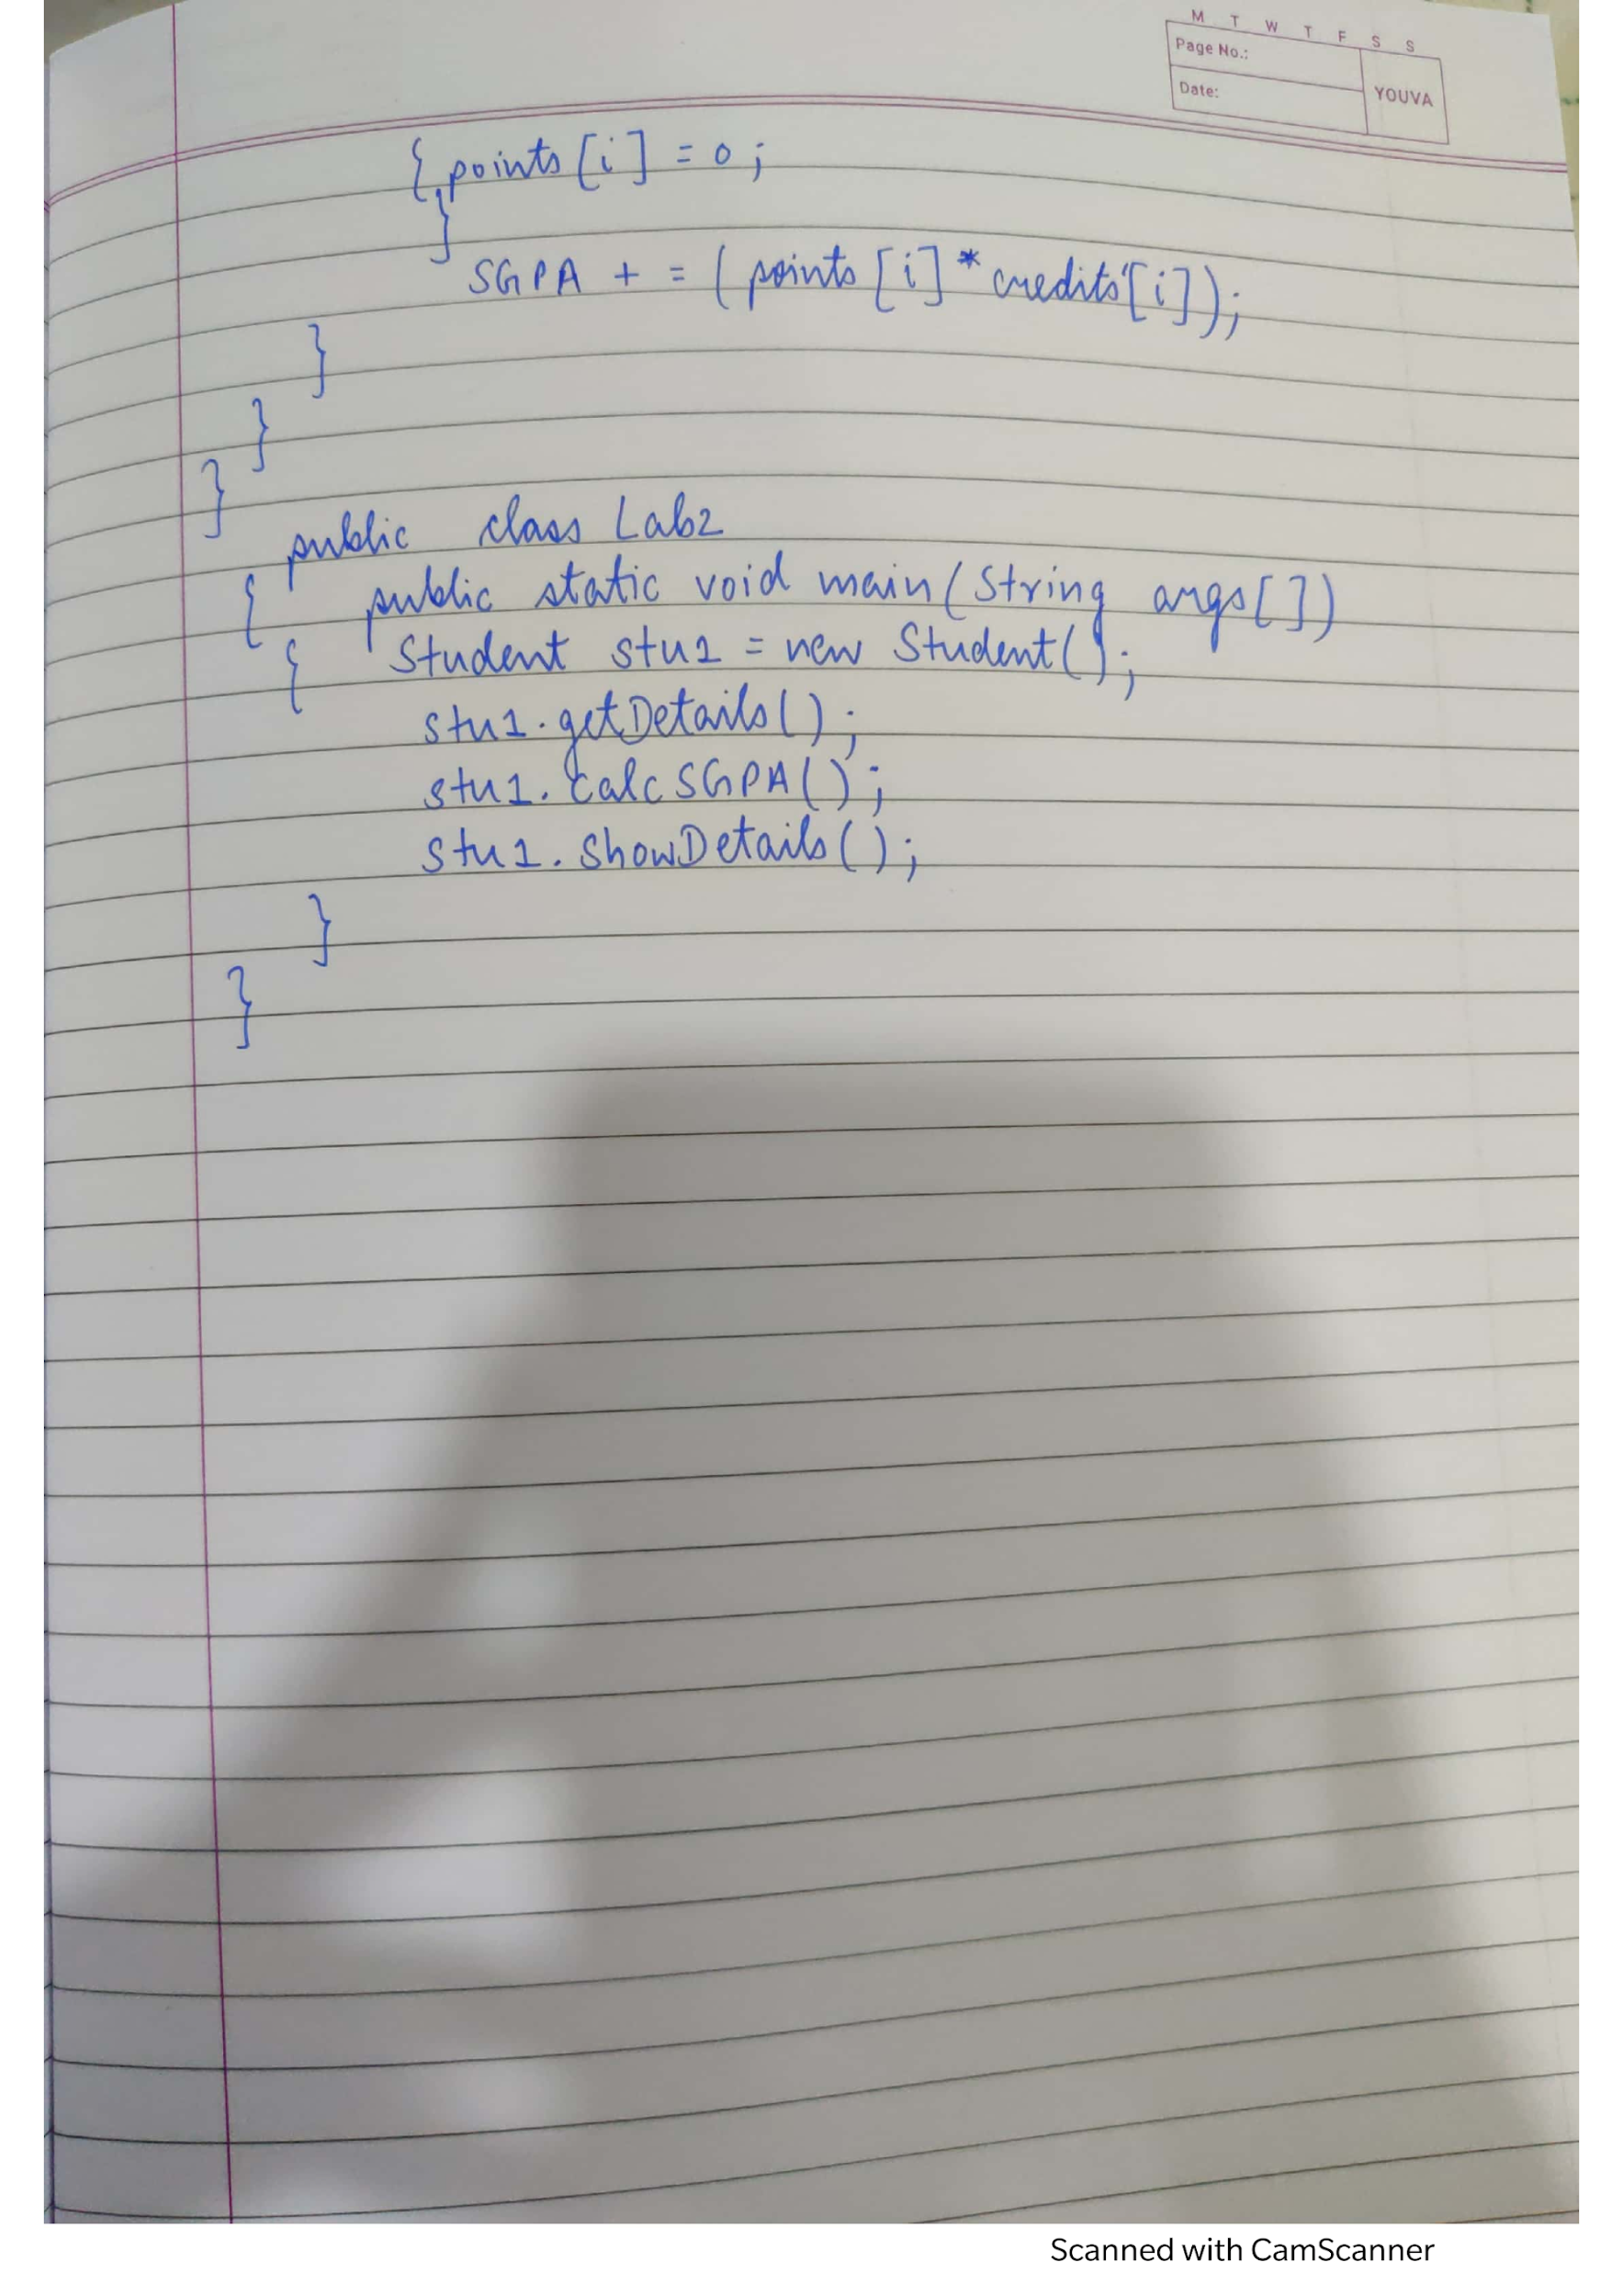 M T W T F S S
Page No.:
Date:
YOUVA
{ points[i] = 0;
}
SGPA + = (points[i] * credits[i]);
}
}
}
public class Lab2
{ public static void main(String args[])
{ Student stu1 = new Student();
stu1.getDetails();
stu1.calcSGPA();
stu1.showDetails();
}
}
Scanned with CamScanner